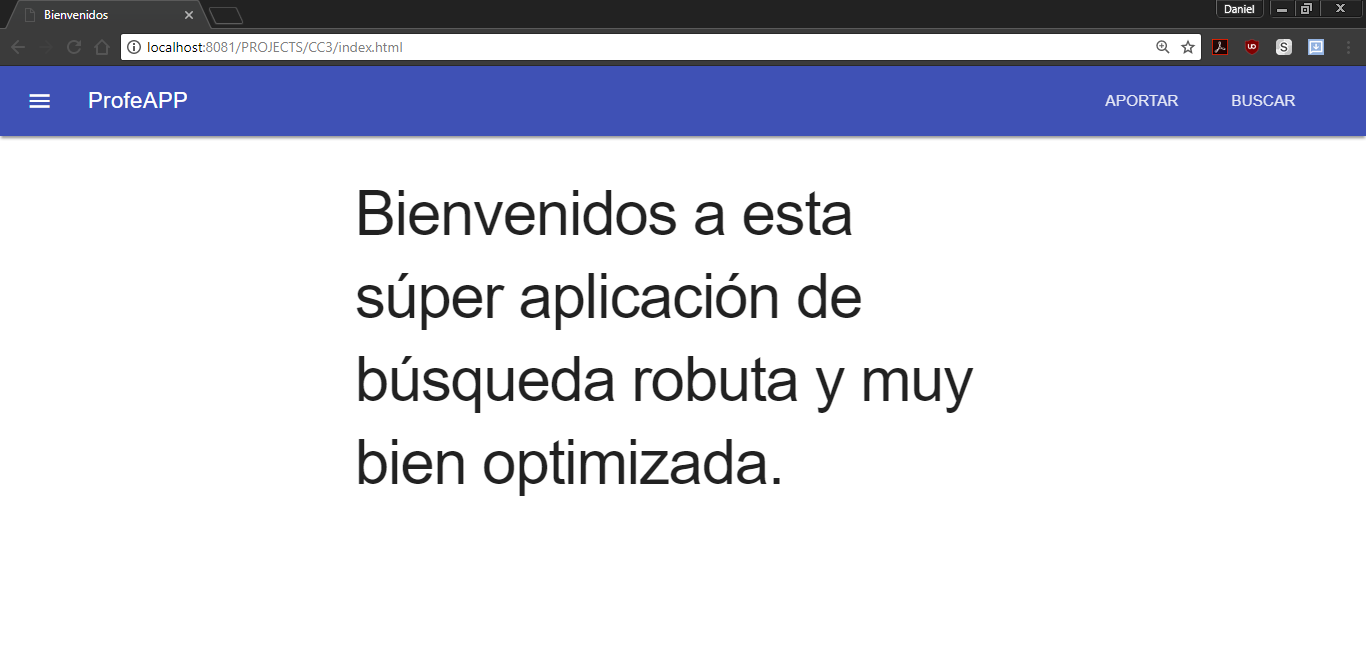 Bienvenidos
Daniel
localhost:8081/PROJECTS/CC3/index.html
ProfeAPP
APORTAR
BUSCAR
Bienvenidos a esta
súper aplicación de
búsqueda robuta y muy
bien optimizada.